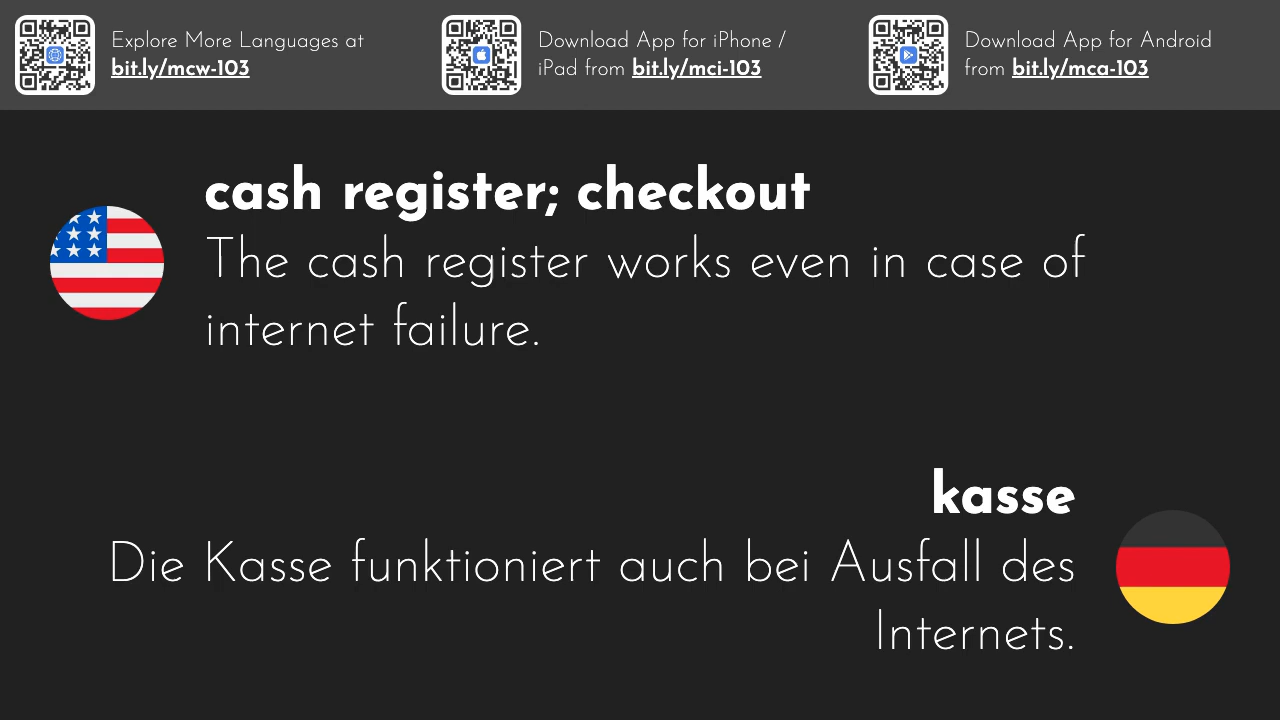 Explore More Languages at
bit.ly/mcw-103
Download App for iPhone /
iPad from bit.ly/mci-103
Download App for Android
from bit.ly/mca-103
cash register; checkout
The cash register works even in case of
internet failure.
kasse
Die Kasse funktioniert auch bei Ausfall des
Internets.